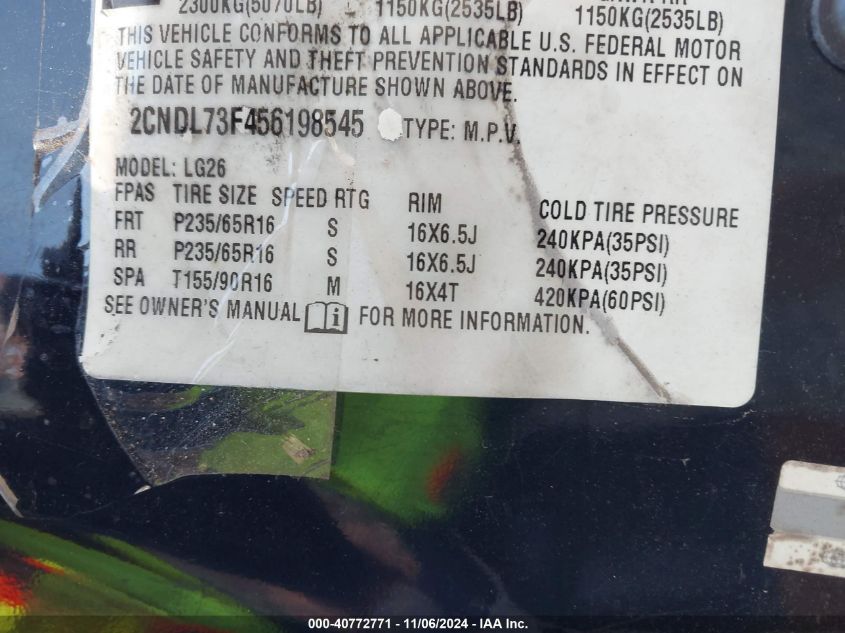 2300KG(5070LB) 1150KG(2535LB) 1150KG(2535LB)
THIS VEHICLE CONFORMS TO ALL APPLICABLE U.S. FEDERAL MOTOR
VEHICLE SAFETY AND THEFT PREVENTION STANDARDS IN EFFECT ON
THE DATE OF MANUFACTURE SHOWN ABOVE.
2CNDL73F456198545 TYPE: M.P.V.
MODEL: LG26
FPAS TIRE SIZE SPEED RTG RIM COLD TIRE PRESSURE
FRT P235/65R16 S 16X6.5J 240KPA(35PSI)
RR P235/65R16 S 16X6.5J 240KPA(35PSI)
SPA T155/90R16 M 16X4T 420KPA(60PSI)
SEE OWNER'S MANUAL i FOR MORE INFORMATION.
000-40772771 - 11/06/2024 - IAA Inc.